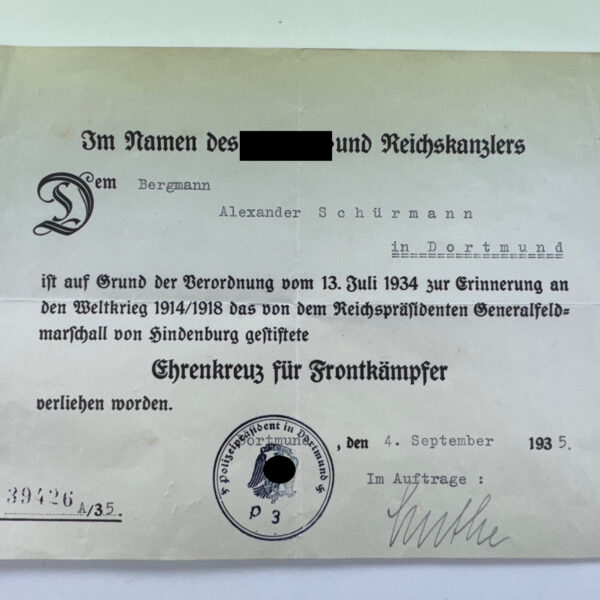 Im Namen des und Reichskanzlers
Dem Bergmann
Alexander Schürmann
in Dortmund
ist auf Grund der Verordnung vom 13. Juli 1934 zur Erinnerung an
den Weltkrieg 1914/1918 das von dem Reichspräsidenten Generalfeld=
marschall von Hindenburg gestiftete
Ehrenkreuz für Frontkämpfer
verliehen worden.
Dortmund, den 4. September 1935.
Polizeipräsident in Dortmund
P 3
Im Auftrage :
39426 A/35.